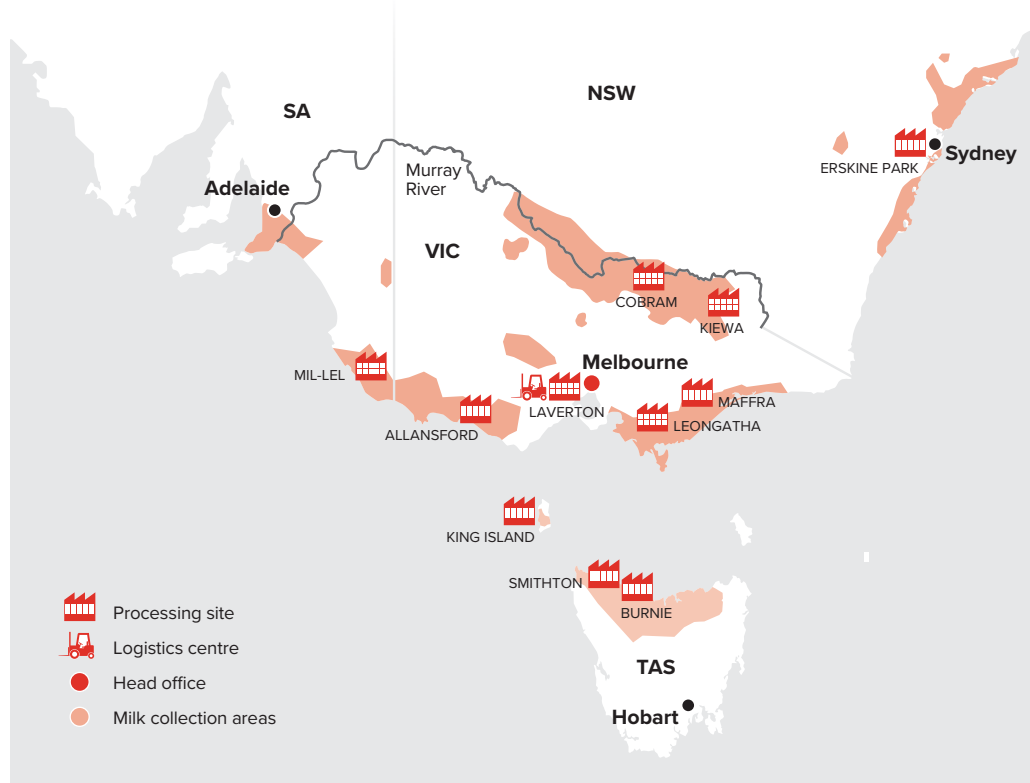 NSW
SA
ERSKINE PARK
Sydney
Murray
River
Adelaide
VIC
COBRAM
KIEWA
Melbourne
MIL-LEL
LAVERTON
MAFFRA
ALLANSFORD
LEONGATHA
KING ISLAND
SMITHTON
BURNIE
TAS
Hobart
Processing site
Logistics centre
Head office
Milk collection areas